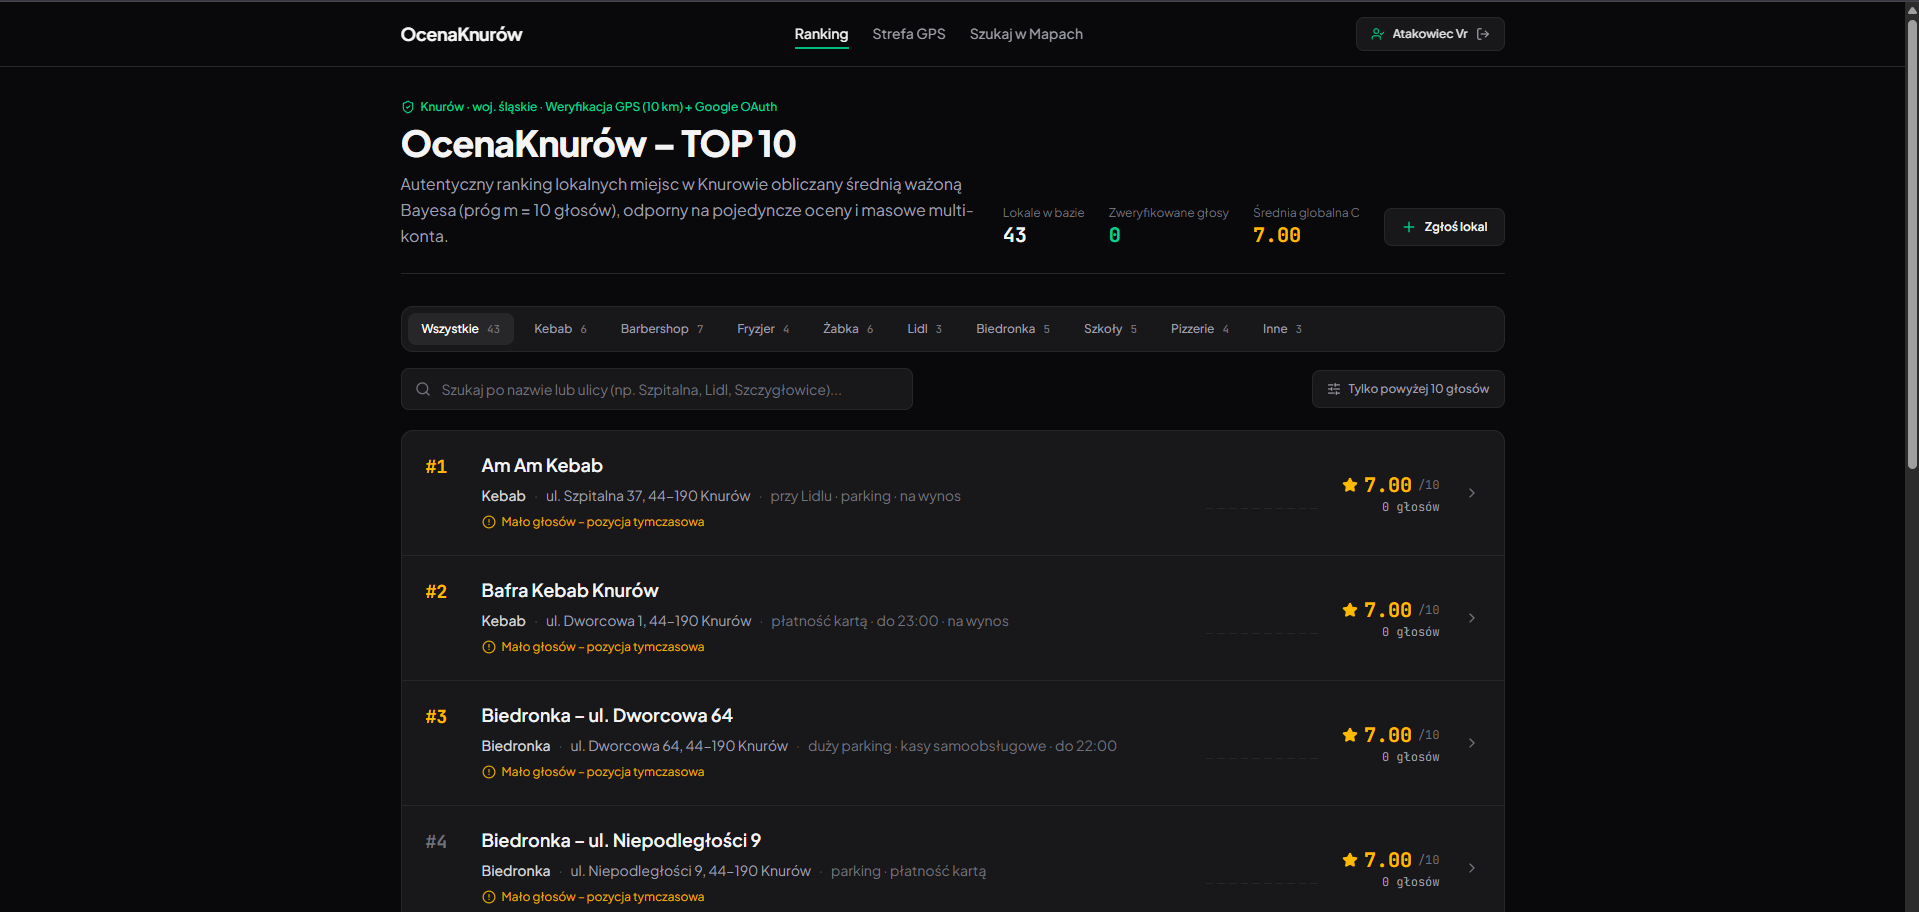 OcenaKnurów
Ranking
Strefa GPS
Szukaj w Mapach
Atakowiec Vr
Knurów · woj. śląskie · Weryfikacja GPS (10 km) + Google OAuth
OcenaKnurów – TOP 10
Autentyczny ranking lokalnych miejsc w Knurowie obliczany średnią ważoną
Bayesa (próg m = 10 głosów), odporny na pojedyncze oceny i masowe multi-
konta.
Lokale w bazie
43
Zweryfikowane głosy
0
Średnia globalna C
7.00
Zgłoś lokal
Wszystkie 43
Kebab 6
Barbershop 7
Fryzjer 4
Żabka 6
Lidl 3
Biedronka 5
Szkoły 5
Pizzerie 4
Inne 3
Szukaj po nazwie lub ulicy (np. Szpitalna, Lidl, Szczygłowice)...
Tylko powyżej 10 głosów
#1
Am Am Kebab
Kebab · ul. Szpitalna 37, 44-190 Knurów · przy Lidlu · parking · na wynos
Mało głosów – pozycja tymczasowa
7.00 /10
0 głosów
#2
Bafra Kebab Knurów
Kebab · ul. Dworcowa 1, 44-190 Knurów · płatność kartą · do 23:00 · na wynos
Mało głosów – pozycja tymczasowa
7.00 /10
0 głosów
#3
Biedronka – ul. Dworcowa 64
Biedronka · ul. Dworcowa 64, 44-190 Knurów · duży parking · kasy samoobsługowe · do 22:00
Mało głosów – pozycja tymczasowa
7.00 /10
0 głosów
#4
Biedronka – ul. Niepodległości 9
Biedronka · ul. Niepodległości 9, 44-190 Knurów · parking · płatność kartą
Mało głosów – pozycja tymczasowa
7.00 /10
0 głosów